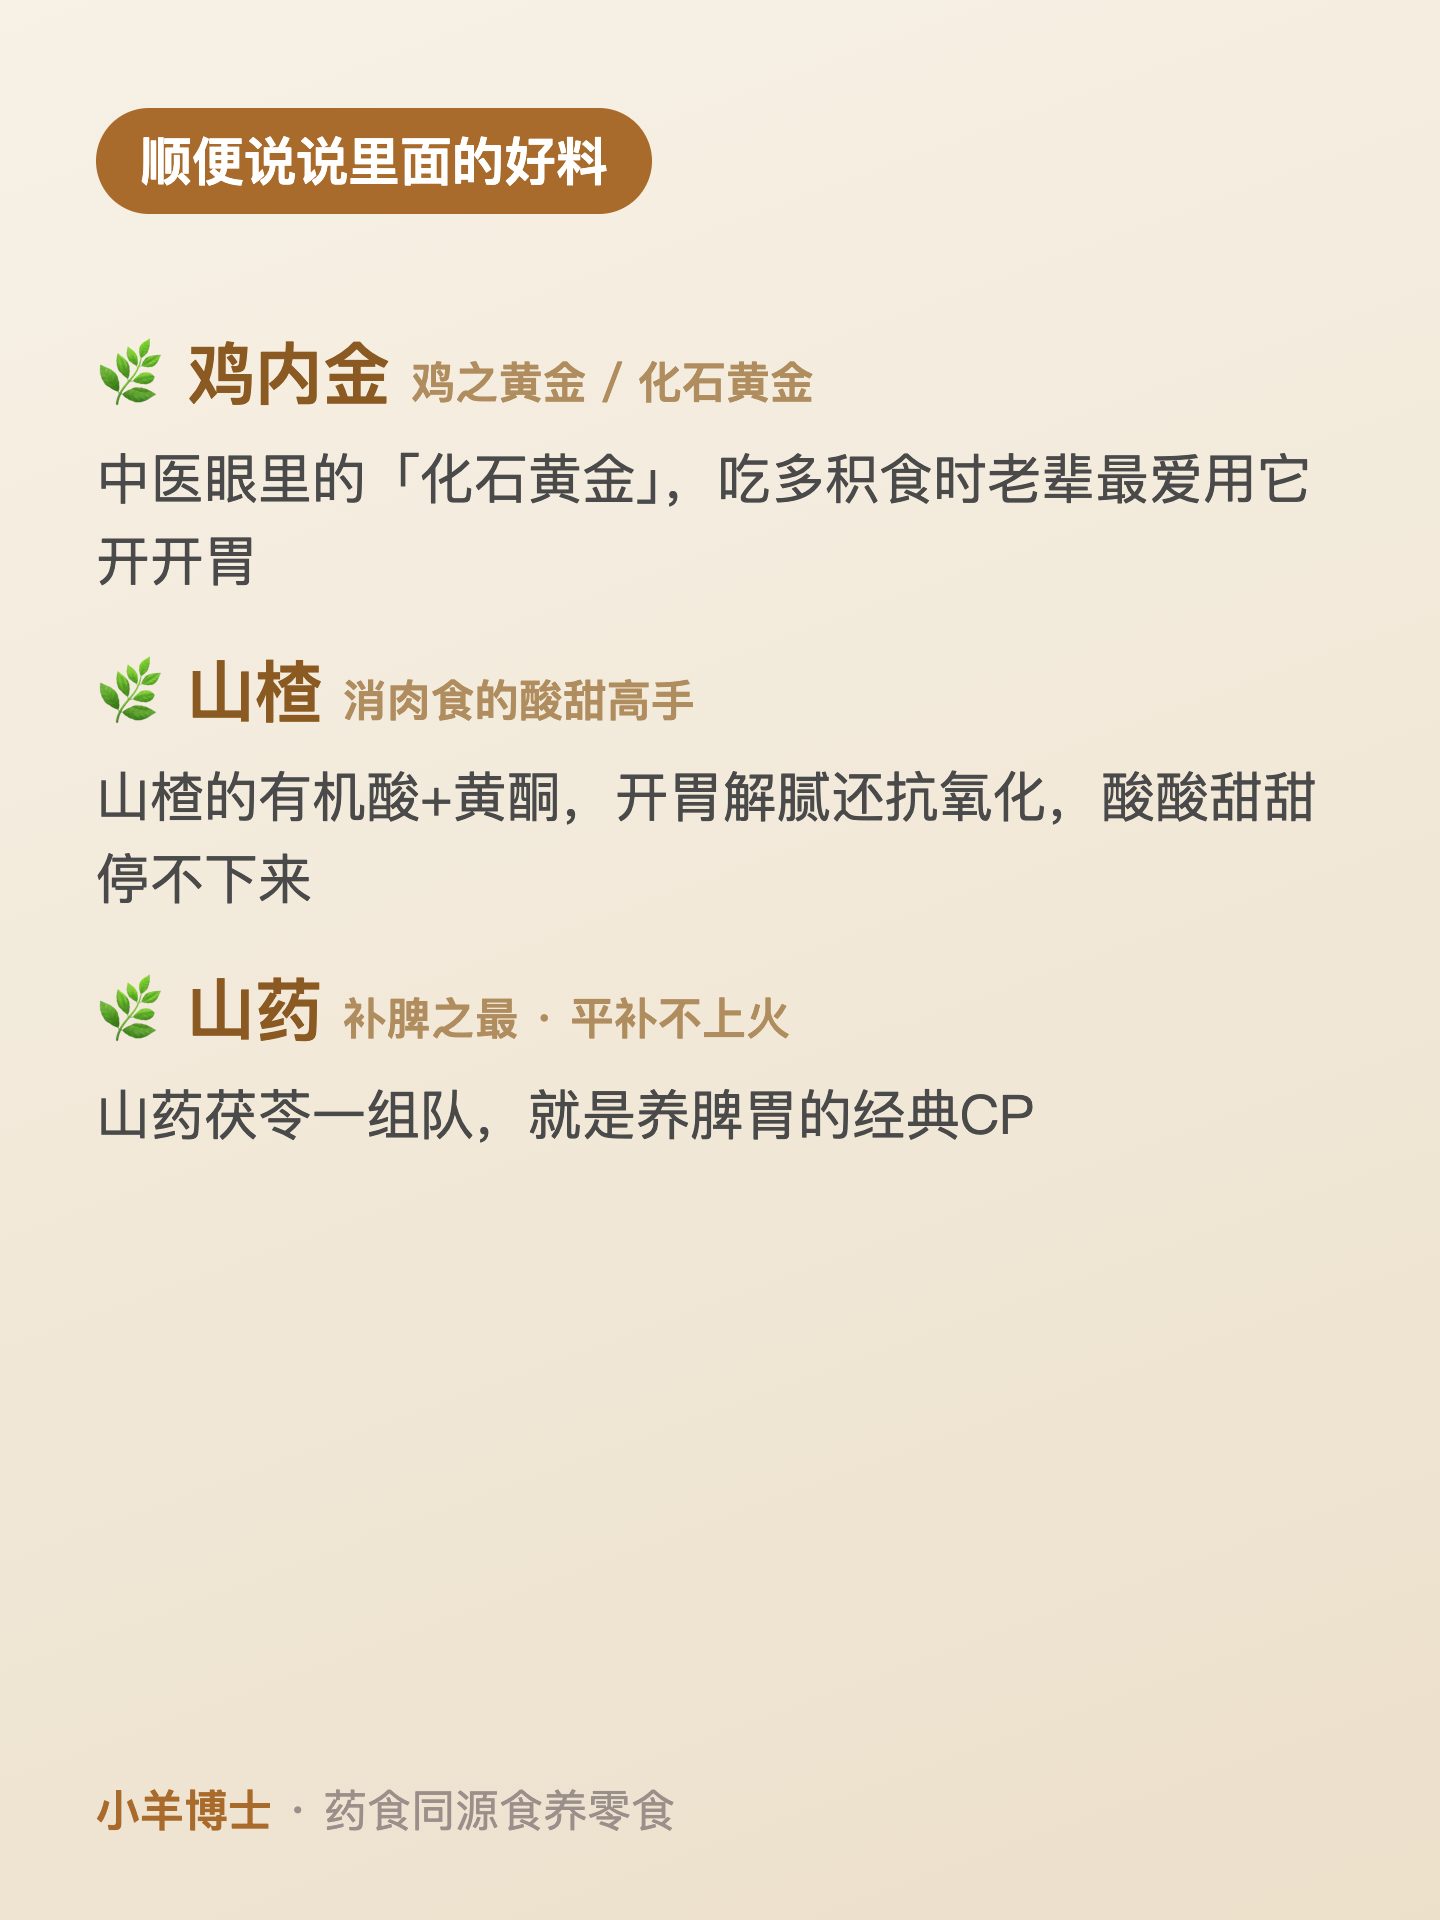 顺便说说里面的好料
鸡内金 鸡之黄金 / 化石黄金
中医眼里的「化石黄金」，吃多积食时老辈最爱用它
开开胃
山楂 消肉食的酸甜高手
山楂的有机酸+黄酮，开胃解腻还抗氧化，酸酸甜甜
停不下来
山药 补脾之最 · 平补不上火
山药茯苓一组队，就是养脾胃的经典CP
小羊博士 · 药食同源食养零食